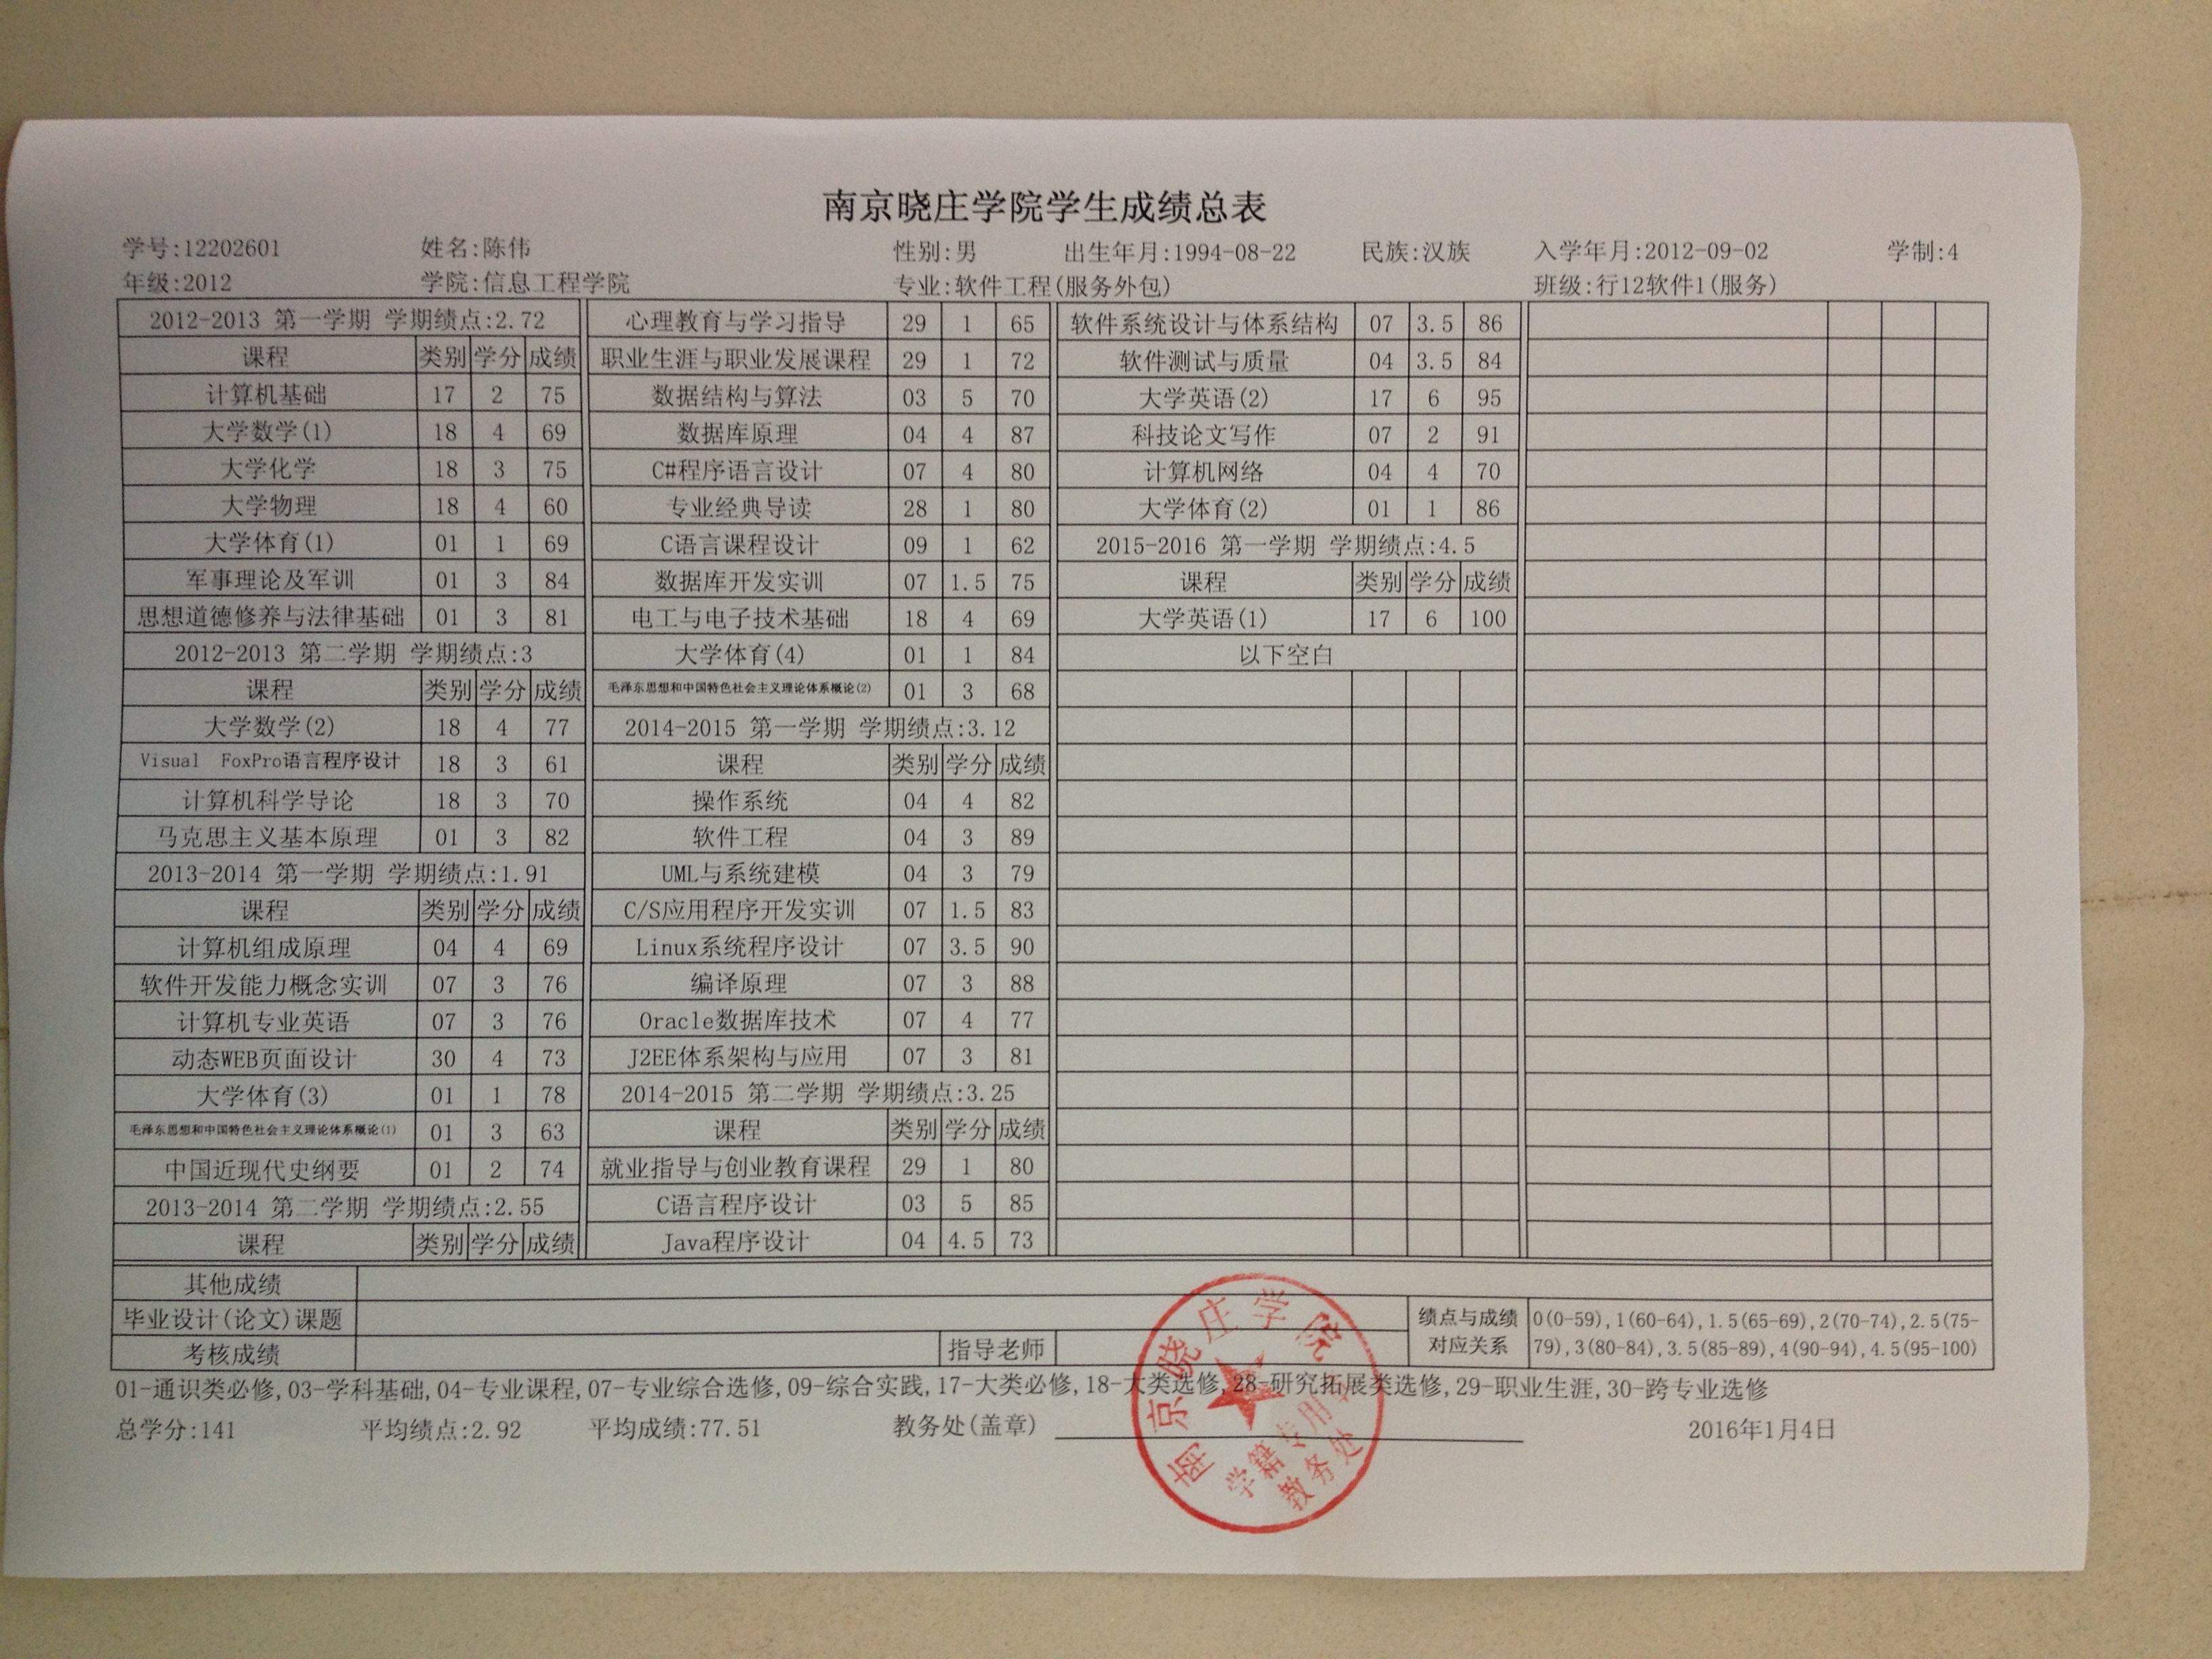 南京晓庄学院学生成绩总表
学号:12202601 姓名:陈伟 性别:男 出生年月:1994-08-22 民族:汉族 入学年月:2012-09-02 学制:4
年级:2012 学院:信息工程学院 专业:软件工程(服务外包) 班级:行12软件1(服务)
2012-2013 第一学期 学期绩点:2.72
课程 类别 学分 成绩
计算机基础 17 2 75
大学数学(1) 18 4 69
大学化学 18 3 75
大学物理 18 4 60
大学体育(1) 01 1 69
军事理论及军训 01 3 84
思想道德修养与法律基础 01 3 81
2012-2013 第二学期 学期绩点:3
课程 类别 学分 成绩
大学数学(2) 18 4 77
Visual FoxPro语言程序设计 18 3 61
计算机科学导论 18 3 70
马克思主义基本原理 01 3 82
2013-2014 第一学期 学期绩点:1.91
课程 类别 学分 成绩
计算机组成原理 04 4 69
软件开发能力概念实训 07 3 76
计算机专业英语 07 3 76
动态WEB页面设计 30 4 73
大学体育(3) 01 1 78
毛泽东思想和中国特色社会主义理论体系概论(1) 01 3 63
中国近现代史纲要 01 2 74
2013-2014 第二学期 学期绩点:2.55
课程 类别 学分 成绩
心理教育与学习指导 29 1 65
职业生涯与职业发展课程 29 1 72
数据结构与算法 03 5 70
数据库原理 04 4 87
C#程序语言设计 07 4 80
专业经典导读 28 1 80
C语言课程设计 09 1 62
数据库开发实训 07 1.5 75
电工与电子技术基础 18 4 69
大学体育(4) 01 1 84
毛泽东思想和中国特色社会主义理论体系概论(2) 01 3 68
2014-2015 第一学期 学期绩点:3.12
课程 类别 学分 成绩
操作系统 04 4 82
软件工程 04 3 89
UML与系统建模 04 3 79
C/S应用程序开发实训 07 1.5 83
Linux系统程序设计 07 3.5 90
编译原理 07 3 88
Oracle数据库技术 07 4 77
J2EE体系架构与应用 07 3 81
2014-2015 第二学期 学期绩点:3.25
课程 类别 学分 成绩
就业指导与创业教育课程 29 1 80
C语言程序设计 03 5 85
Java程序设计 04 4.5 73
软件系统设计与体系结构 07 3.5 86
软件测试与质量 04 3.5 84
大学英语(2) 17 6 95
科技论文写作 07 2 91
计算机网络 04 4 70
大学体育(2) 01 1 86
2015-2016 第一学期 学期绩点:4.5
课程 类别 学分 成绩
大学英语(1) 17 6 100
以下空白
其他成绩
毕业设计(论文)课题
考核成绩 指导老师
绩点与成绩对应关系
0(0-59),1(60-64),1.5(65-69),2(70-74),2.5(75-
79),3(80-84),3.5(85-89),4(90-94),4.5(95-100)
01-通识类必修,03-学科基础,04-专业课程,07-专业综合选修,09-综合实践,17-大类必修,18-大类选修,28-研究拓展类选修,29-职业生涯,30-跨专业选修
总学分:141 平均绩点:2.92 平均成绩:77.51 教务处(盖章) 2016年1月4日
南京晓庄学院
学籍专用章
教务处